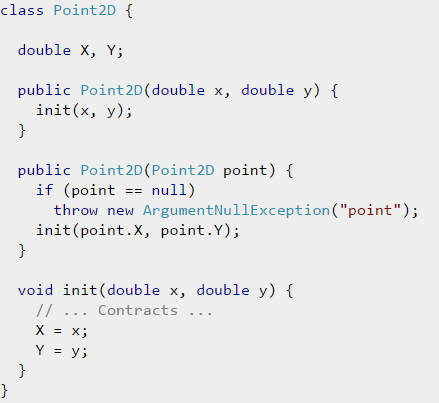 class Point2D {
  double X, Y;
  public Point2D(double x, double y) {
    init(x, y);
  }
  public Point2D(Point2D point) {
    if (point == null)
      throw new ArgumentNullException("point");
    init(point.X, point.Y);
  }
  void init(double x, double y) {
    // ... Contracts ...
    X = x;
    Y = y;
  }
}